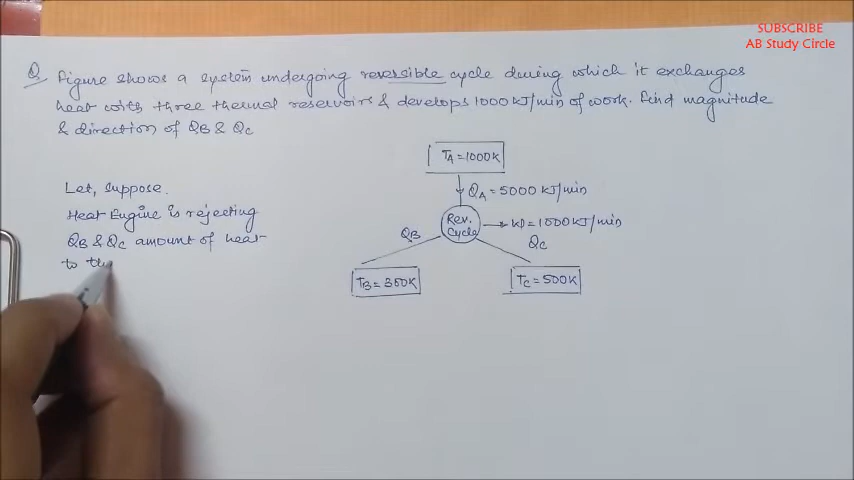 SUBSCRIBE
AB Study Circle
Q Figure shows a system undergoing reversible cycle during which it exchanges
heat with three thermal reservoirs & develops 1000 KJ/min of work. Find magnitude
& direction of QB & QC
TA = 1000K
Let, suppose.
QA = 5000 KJ/min
Heat Engine is rejecting
Rev. Cycle
W = 1000 KJ/min
QB & QC amount of heat
QB
QC
to the
TB = 300K
TC = 500K